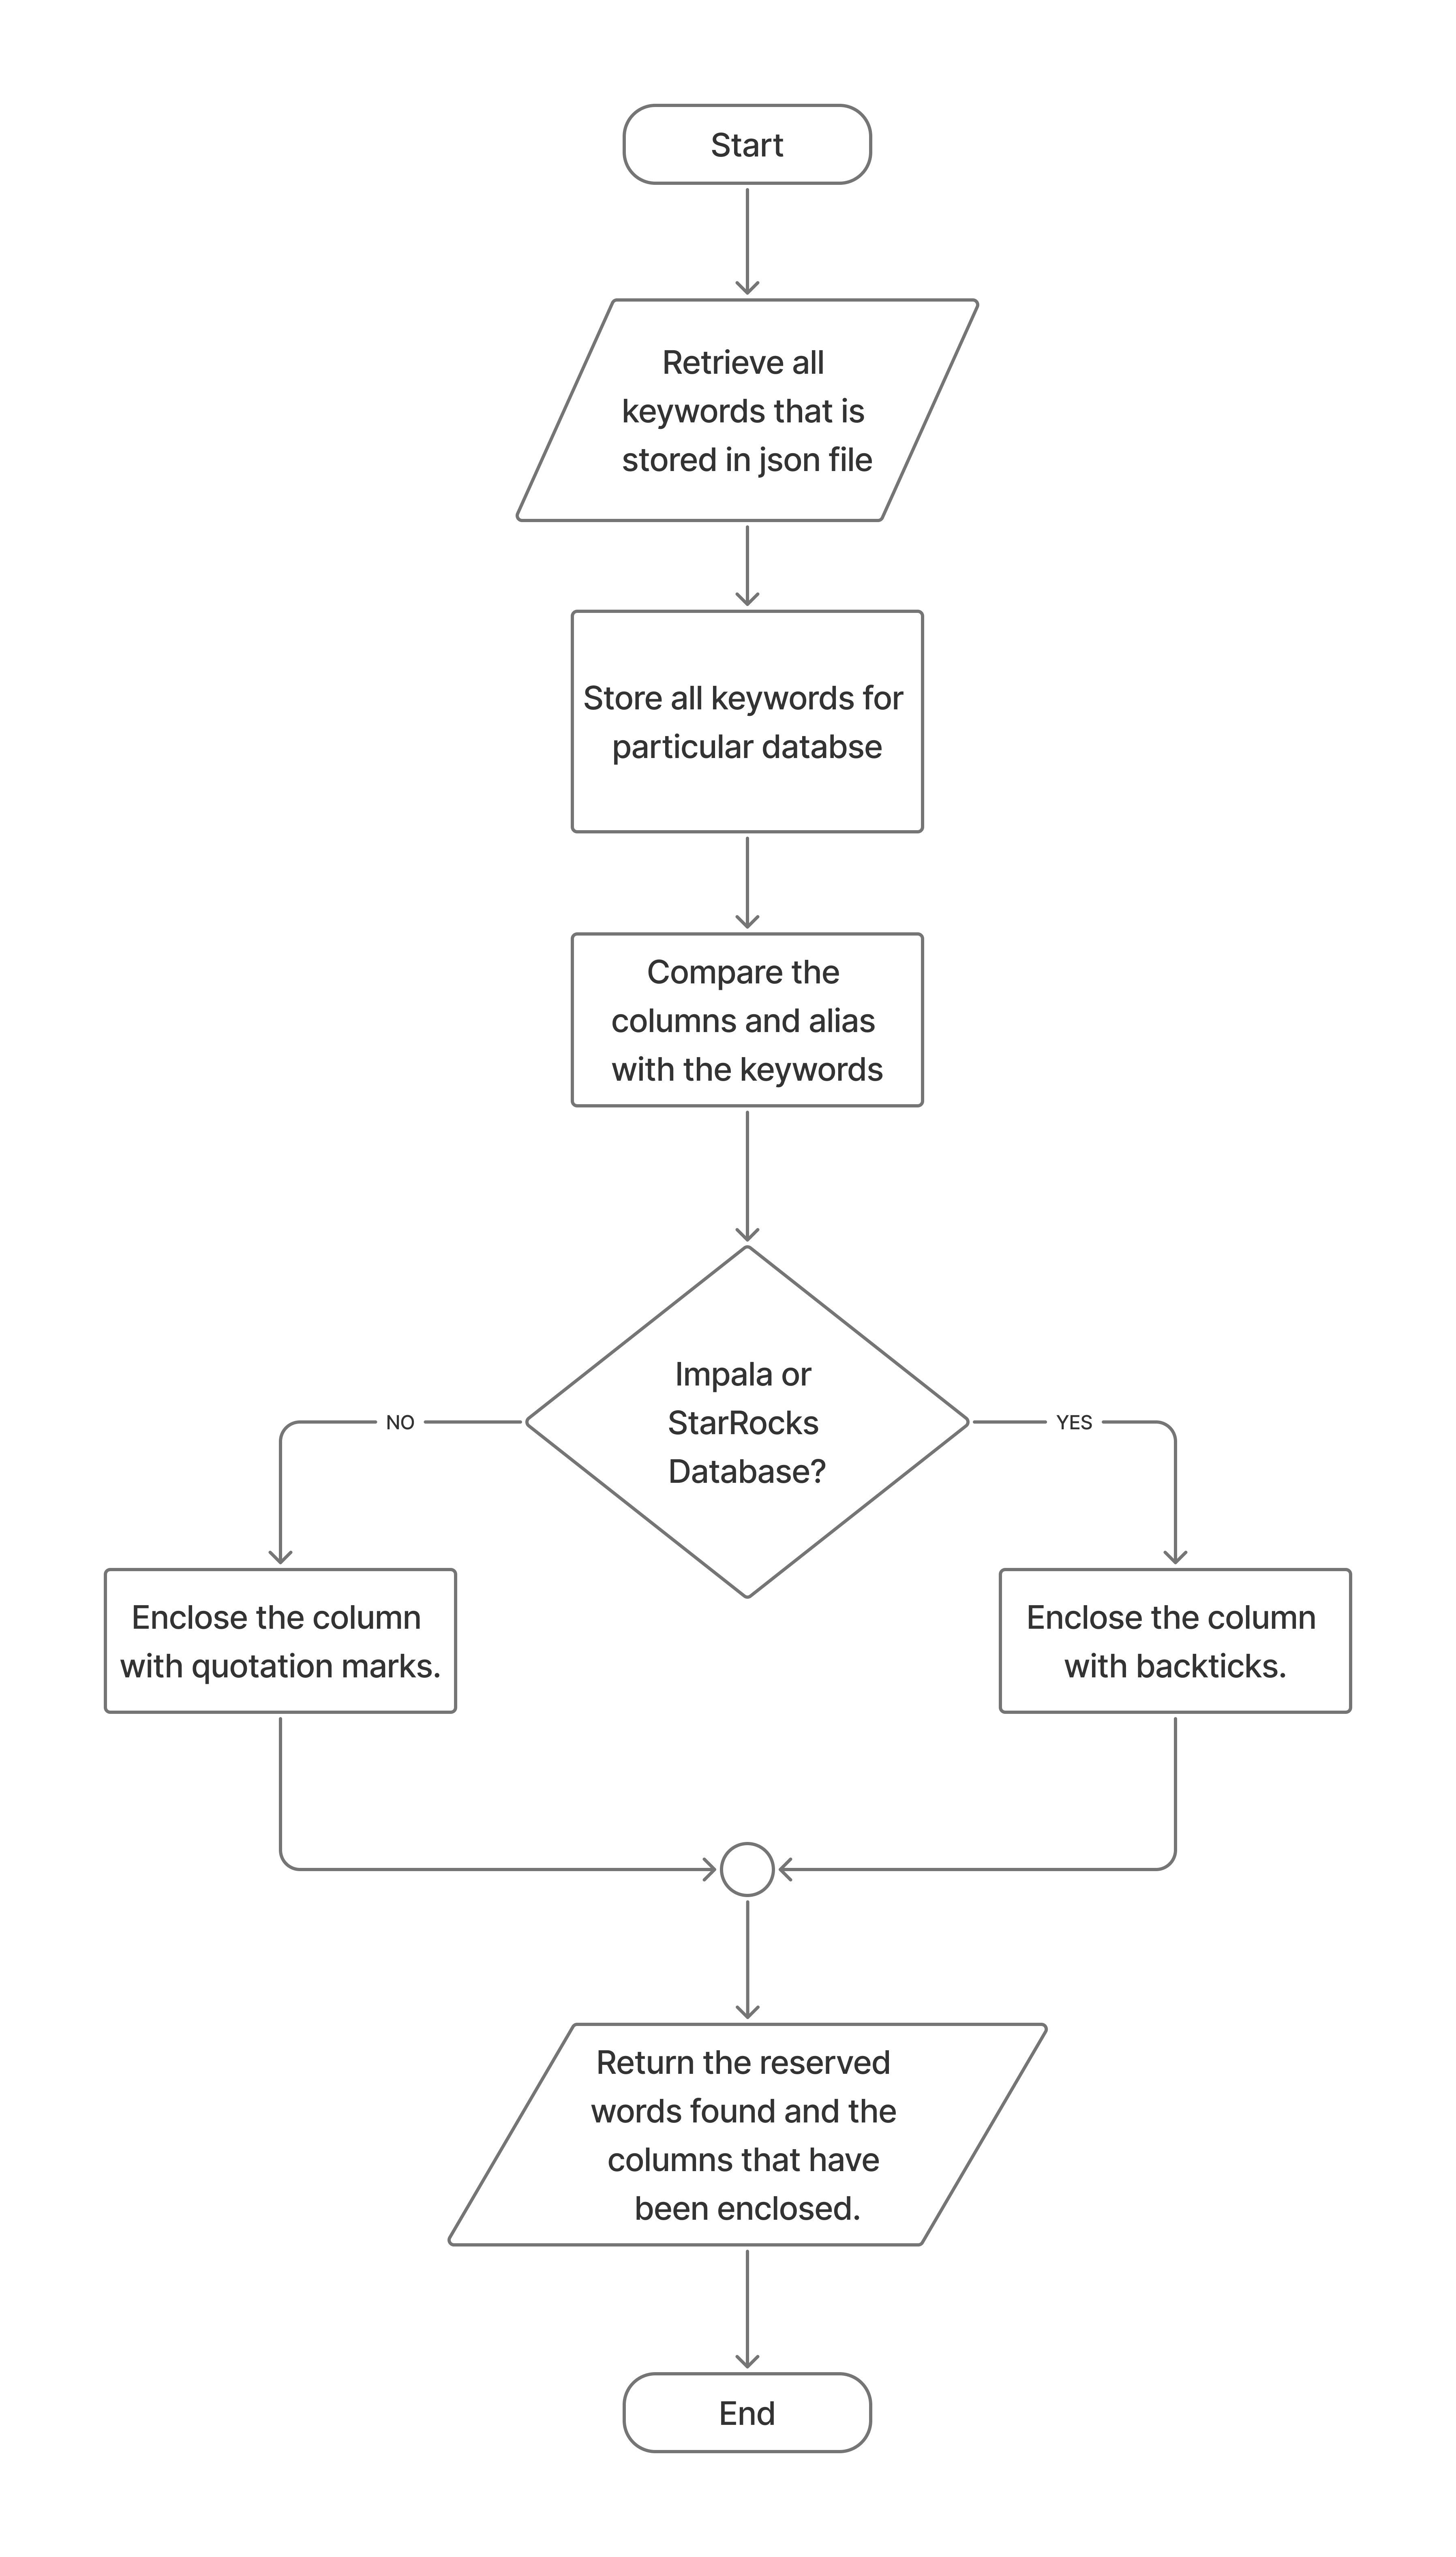 Start
Retrieve all
keywords that is
stored in json file
Store all keywords for
particular databse
Compare the
columns and alias
with the keywords
Impala or
StarRocks
Database?
NO
YES
Enclose the column
with quotation marks.
Enclose the column
with backticks.
Return the reserved
words found and the
columns that have
been enclosed.
End